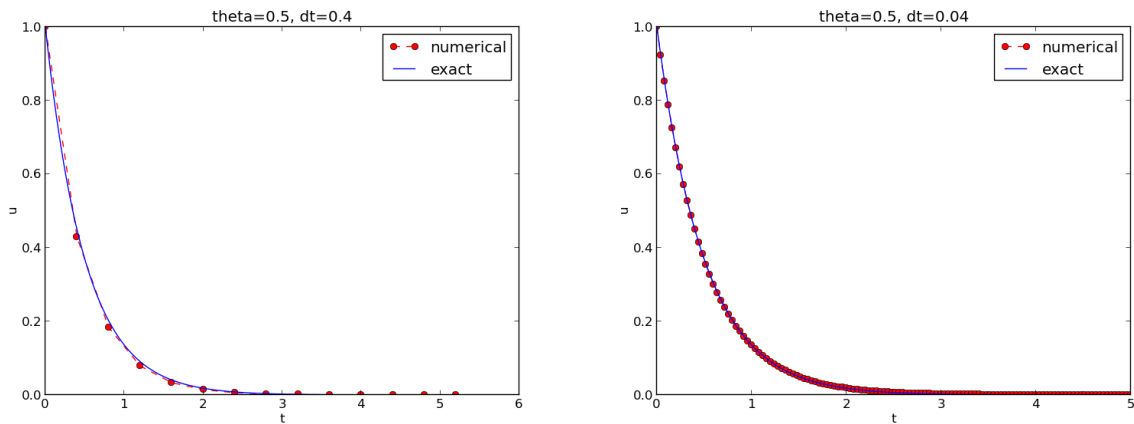 theta=0.5, dt=0.4
1.0
0.8
0.6
0.4
0.2
0.0
u
0 1 2 3 4 5 6
t
numerical
exact
theta=0.5, dt=0.04
1.0
0.8
0.6
0.4
0.2
0.0
u
0 1 2 3 4 5
t
numerical
exact